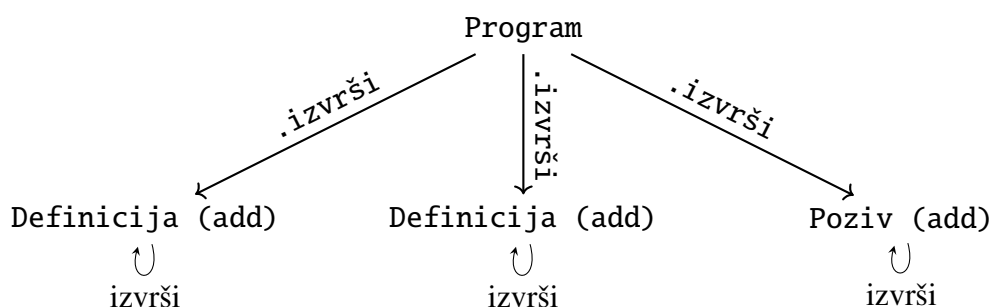 Program
.izvrši
.izvrši
.izvrši
Definicija (add)
Definicija (add)
Poziv (add)
izvrši
izvrši
izvrši